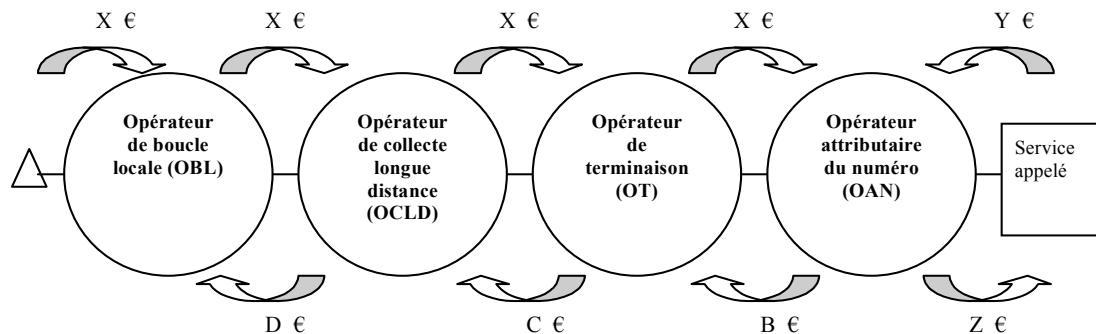 X €
X €
X €
X €
Y €
Opérateur
de boucle
locale (OBL)
Opérateur
de collecte
longue
distance
(OCLD)
Opérateur
de
terminaison
(OT)
Opérateur
attributaire
du numéro
(OAN)
Service
appelé
D €
C €
B €
Z €